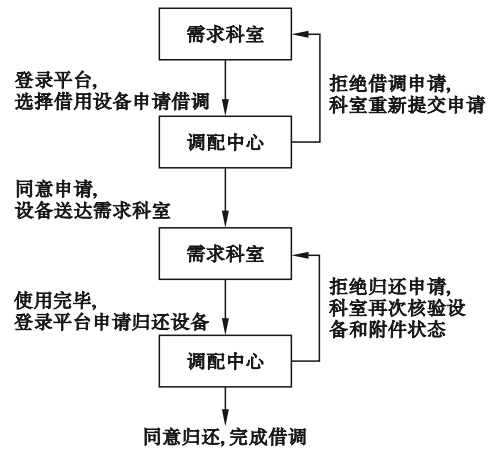 需求科室
登录平台,
选择借用设备申请借调
拒绝借调申请,
科室重新提交申请
调配中心
同意申请,
设备送达需求科室
需求科室
使用完毕,
登录平台申请归还设备
拒绝归还申请,
科室再次核验设
备和附件状态
调配中心
同意归还,完成借调